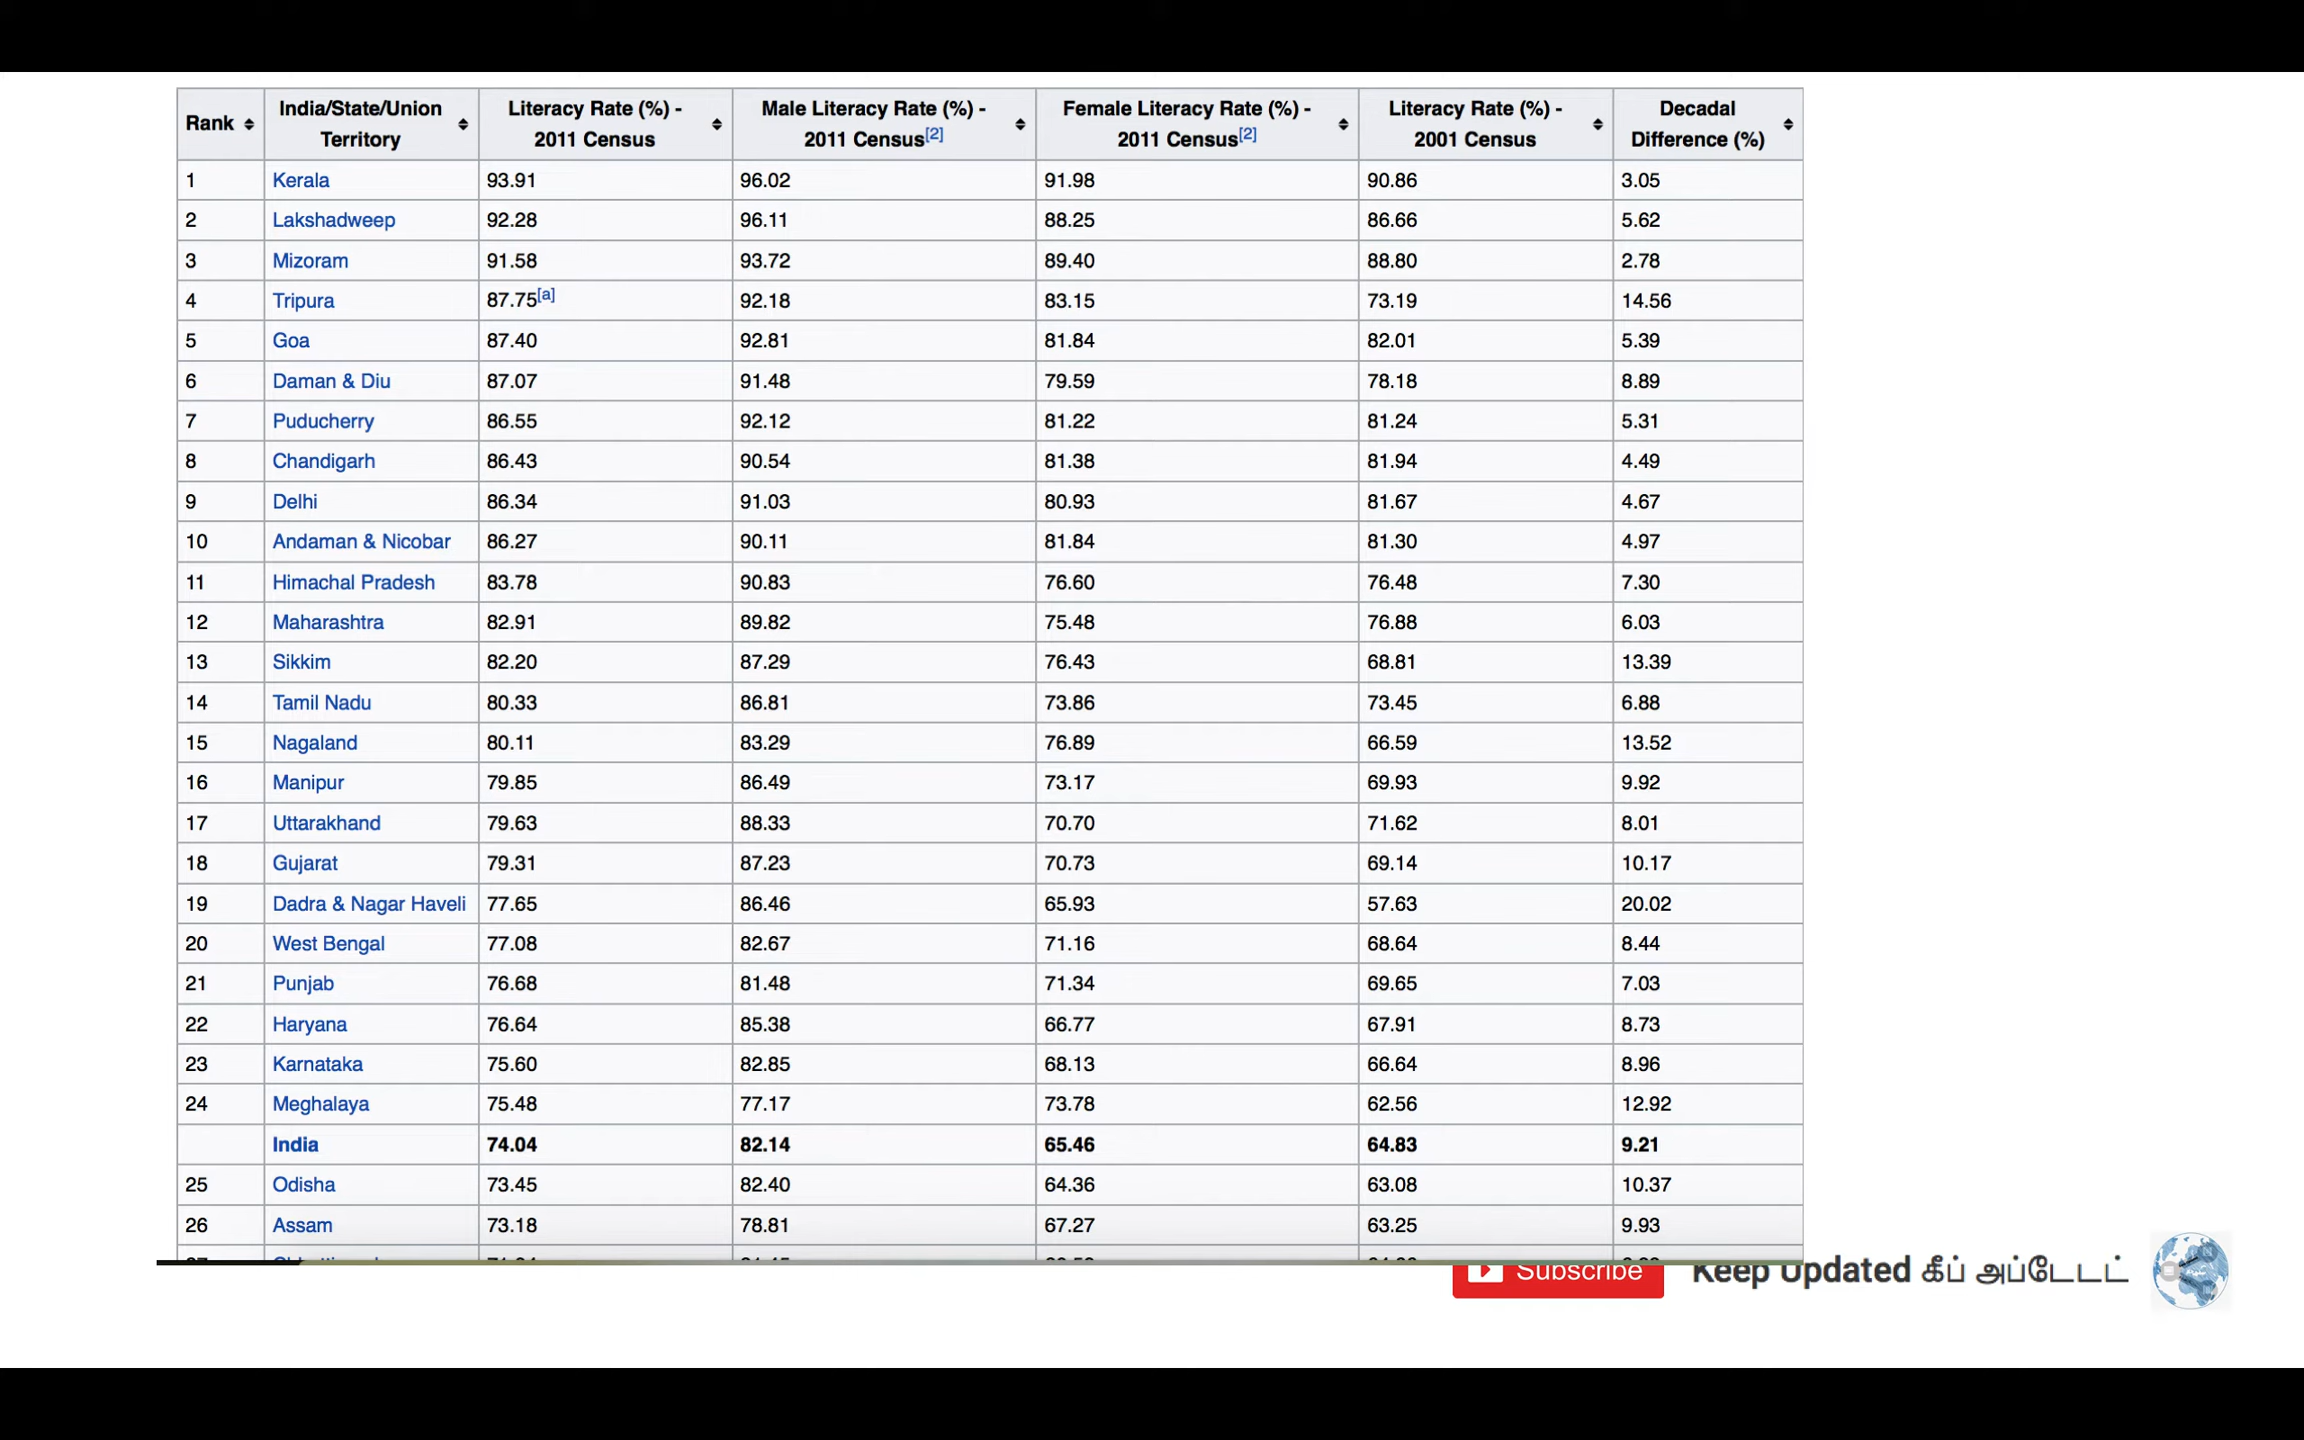 Rank India/State/Union Territory Literacy Rate (%) - 2011 Census Male Literacy Rate (%) - 2011 Census[2] Female Literacy Rate (%) - 2011 Census[2] Literacy Rate (%) - 2001 Census Decadal Difference (%)
1 Kerala 93.91 96.02 91.98 90.86 3.05
2 Lakshadweep 92.28 96.11 88.25 86.66 5.62
3 Mizoram 91.58 93.72 89.40 88.80 2.78
4 Tripura 87.75[a] 92.18 83.15 73.19 14.56
5 Goa 87.40 92.81 81.84 82.01 5.39
6 Daman & Diu 87.07 91.48 79.59 78.18 8.89
7 Puducherry 86.55 92.12 81.22 81.24 5.31
8 Chandigarh 86.43 90.54 81.38 81.94 4.49
9 Delhi 86.34 91.03 80.93 81.67 4.67
10 Andaman & Nicobar 86.27 90.11 81.84 81.30 4.97
11 Himachal Pradesh 83.78 90.83 76.60 76.48 7.30
12 Maharashtra 82.91 89.82 75.48 76.88 6.03
13 Sikkim 82.20 87.29 76.43 68.81 13.39
14 Tamil Nadu 80.33 86.81 73.86 73.45 6.88
15 Nagaland 80.11 83.29 76.89 66.59 13.52
16 Manipur 79.85 86.49 73.17 69.93 9.92
17 Uttarakhand 79.63 88.33 70.70 71.62 8.01
18 Gujarat 79.31 87.23 70.73 69.14 10.17
19 Dadra & Nagar Haveli 77.65 86.46 65.93 57.63 20.02
20 West Bengal 77.08 82.67 71.16 68.64 8.44
21 Punjab 76.68 81.48 71.34 69.65 7.03
22 Haryana 76.64 85.38 66.77 67.91 8.73
23 Karnataka 75.60 82.85 68.13 66.64 8.96
24 Meghalaya 75.48 77.17 73.78 62.56 12.92
India 74.04 82.14 65.46 64.83 9.21
25 Odisha 73.45 82.40 64.36 63.08 10.37
26 Assam 73.18 78.81 67.27 63.25 9.93
Subscribe Keep Updated கீப் அப்டேடட்